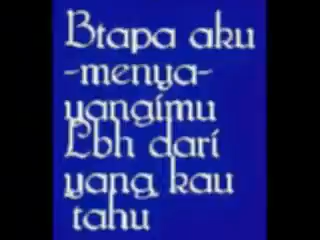 Btapa aku
-menya-
yangimu
Lbh dari
yang kau
tahu